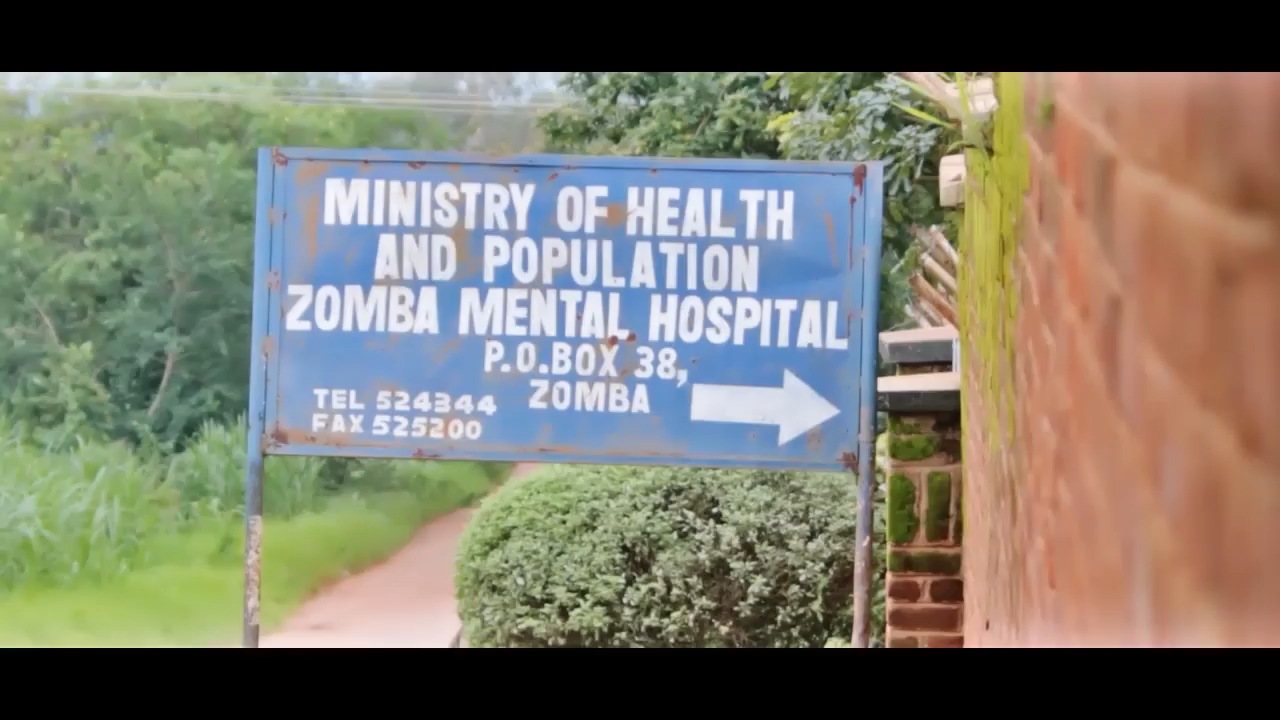 MINISTRY OF HEALTH
AND POPULATION
ZOMBA MENTAL HOSPITAL
P.O.BOX 38,
ZOMBA
TEL 524344
FAX 525200